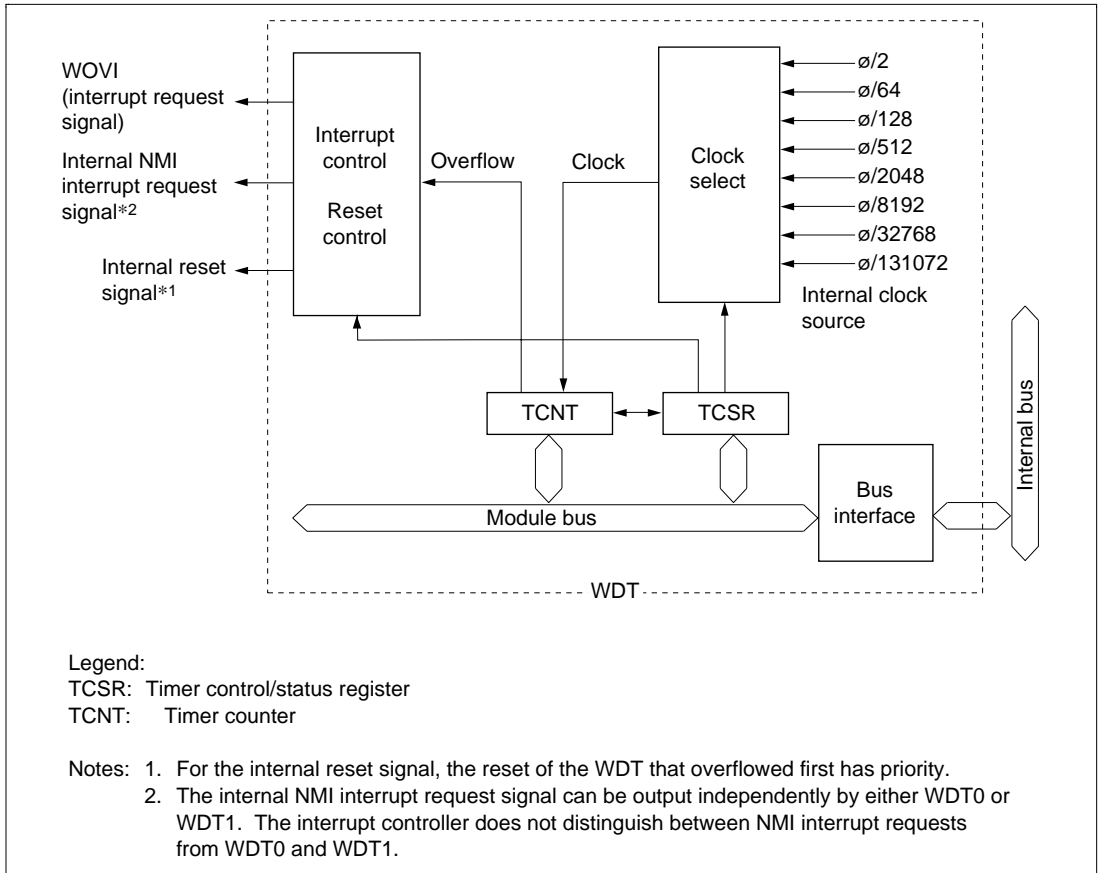 WOVI
(interrupt request
signal)
Internal NMI
interrupt request
signal*2
Internal reset
signal*1
Interrupt
control
Reset
control
Overflow
Clock
Clock
select
ø/2
ø/64
ø/128
ø/512
ø/2048
ø/8192
ø/32768
ø/131072
Internal clock
source
TCNT
TCSR
Module bus
Bus
interface
Internal bus
WDT
Legend:
TCSR: Timer control/status register
TCNT: Timer counter
Notes: 1. For the internal reset signal, the reset of the WDT that overflowed first has priority.
2. The internal NMI interrupt request signal can be output independently by either WDT0 or
WDT1. The interrupt controller does not distinguish between NMI interrupt requests
from WDT0 and WDT1.